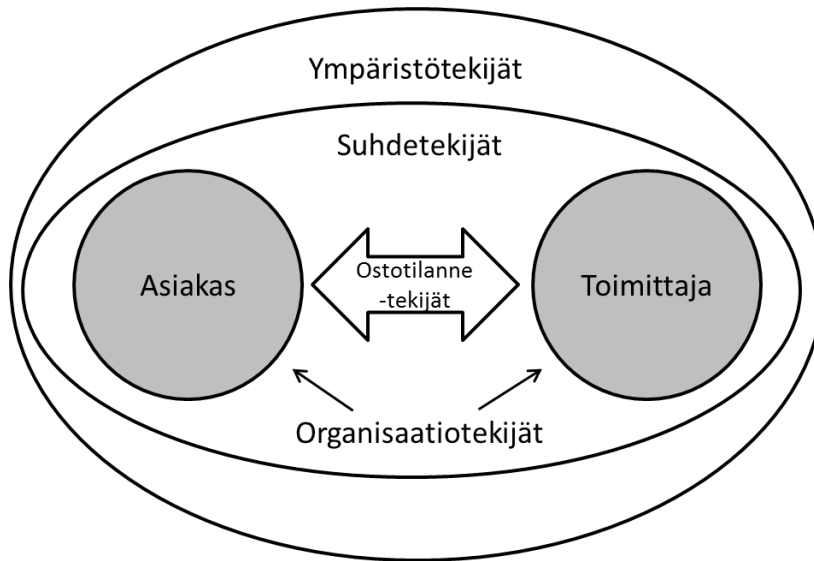 Ympäristötekijät
Suhdetekijät
Asiakas
Ostotilanne
-tekijät
Toimittaja
Organisaatiotekijät